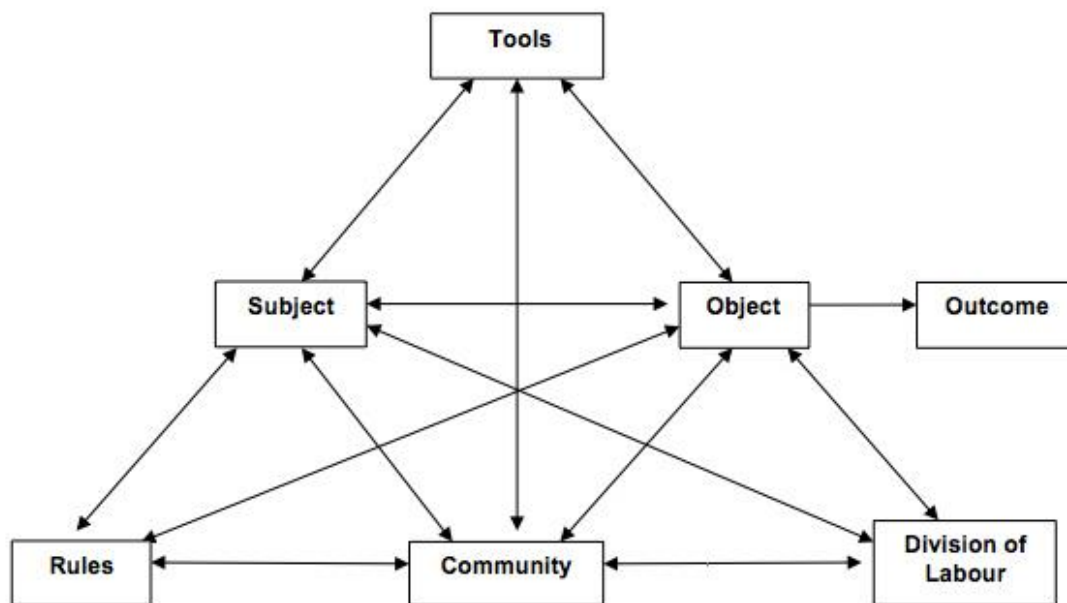 Tools
Subject
Object
Outcome
Rules
Community
Division of
Labour